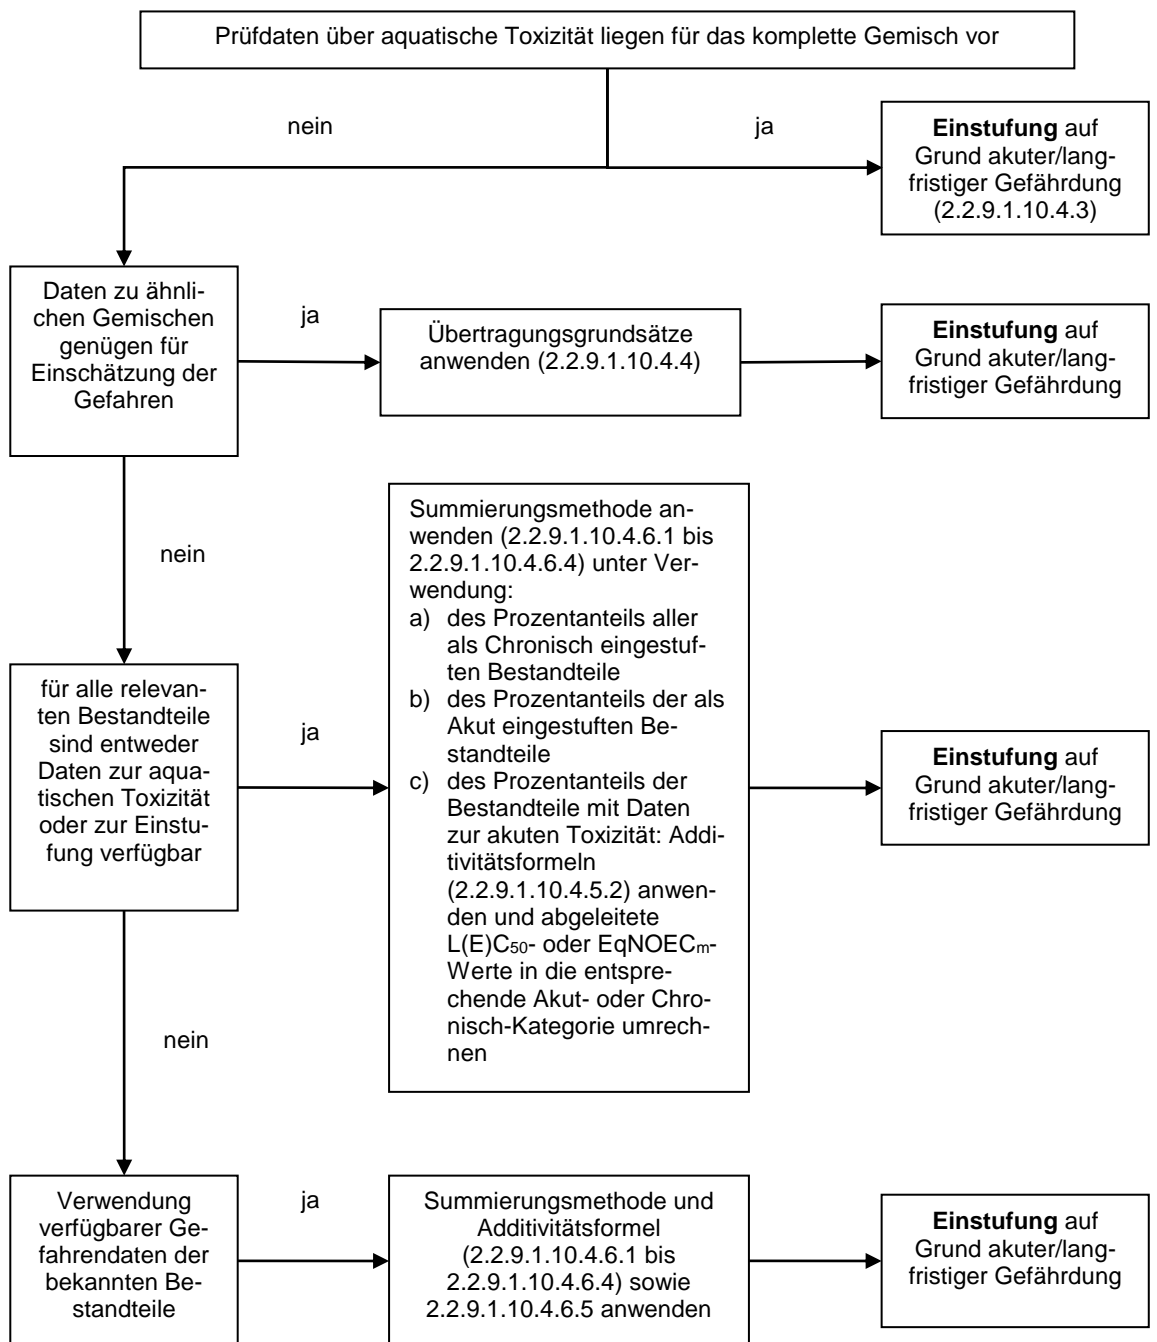 Prüfdaten über aquatische Toxizität liegen für das komplette Gemisch vor
nein
ja
Einstufung auf
Grund akuter/lang-
fristiger Gefährdung
(2.2.9.1.10.4.3)
Daten zu ähnli-
chen Gemischen
genügen für
Einschätzung der
Gefahren
ja
Übertragungsgrundsätze
anwenden (2.2.9.1.10.4.4)
Einstufung auf
Grund akuter/lang-
fristiger Gefährdung
nein
für alle relevan-
ten Bestandteile
sind entweder
Daten zur aqua-
tischen Toxizität
oder zur Einstu-
fung verfügbar
ja
Summierungsmethode an-
wenden (2.2.9.1.10.4.6.1 bis
2.2.9.1.10.4.6.4) unter Ver-
wendung:
a) des Prozentanteils aller
als Chronisch eingestuf-
ten Bestandteile
b) des Prozentanteils der als
Akut eingestuften Be-
standteile
c) des Prozentanteils der
Bestandteile mit Daten
zur akuten Toxizität: Addi-
tivitätsformeln
(2.2.9.1.10.4.5.2) anwen-
den und abgeleitete
L(E)C50- oder EqNOECm-
Werte in die entspre-
chende Akut- oder Chro-
nisch-Kategorie umrech-
nen
Einstufung auf
Grund akuter/lang-
fristiger Gefährdung
nein
Verwendung
verfügbarer Ge-
fahrendaten der
bekannten Be-
standteile
ja
Summierungsmethode und
Additivitätsformel
(2.2.9.1.10.4.6.1 bis
2.2.9.1.10.4.6.4) sowie
2.2.9.1.10.4.6.5 anwenden
Einstufung auf
Grund akuter/lang-
fristiger Gefährdung